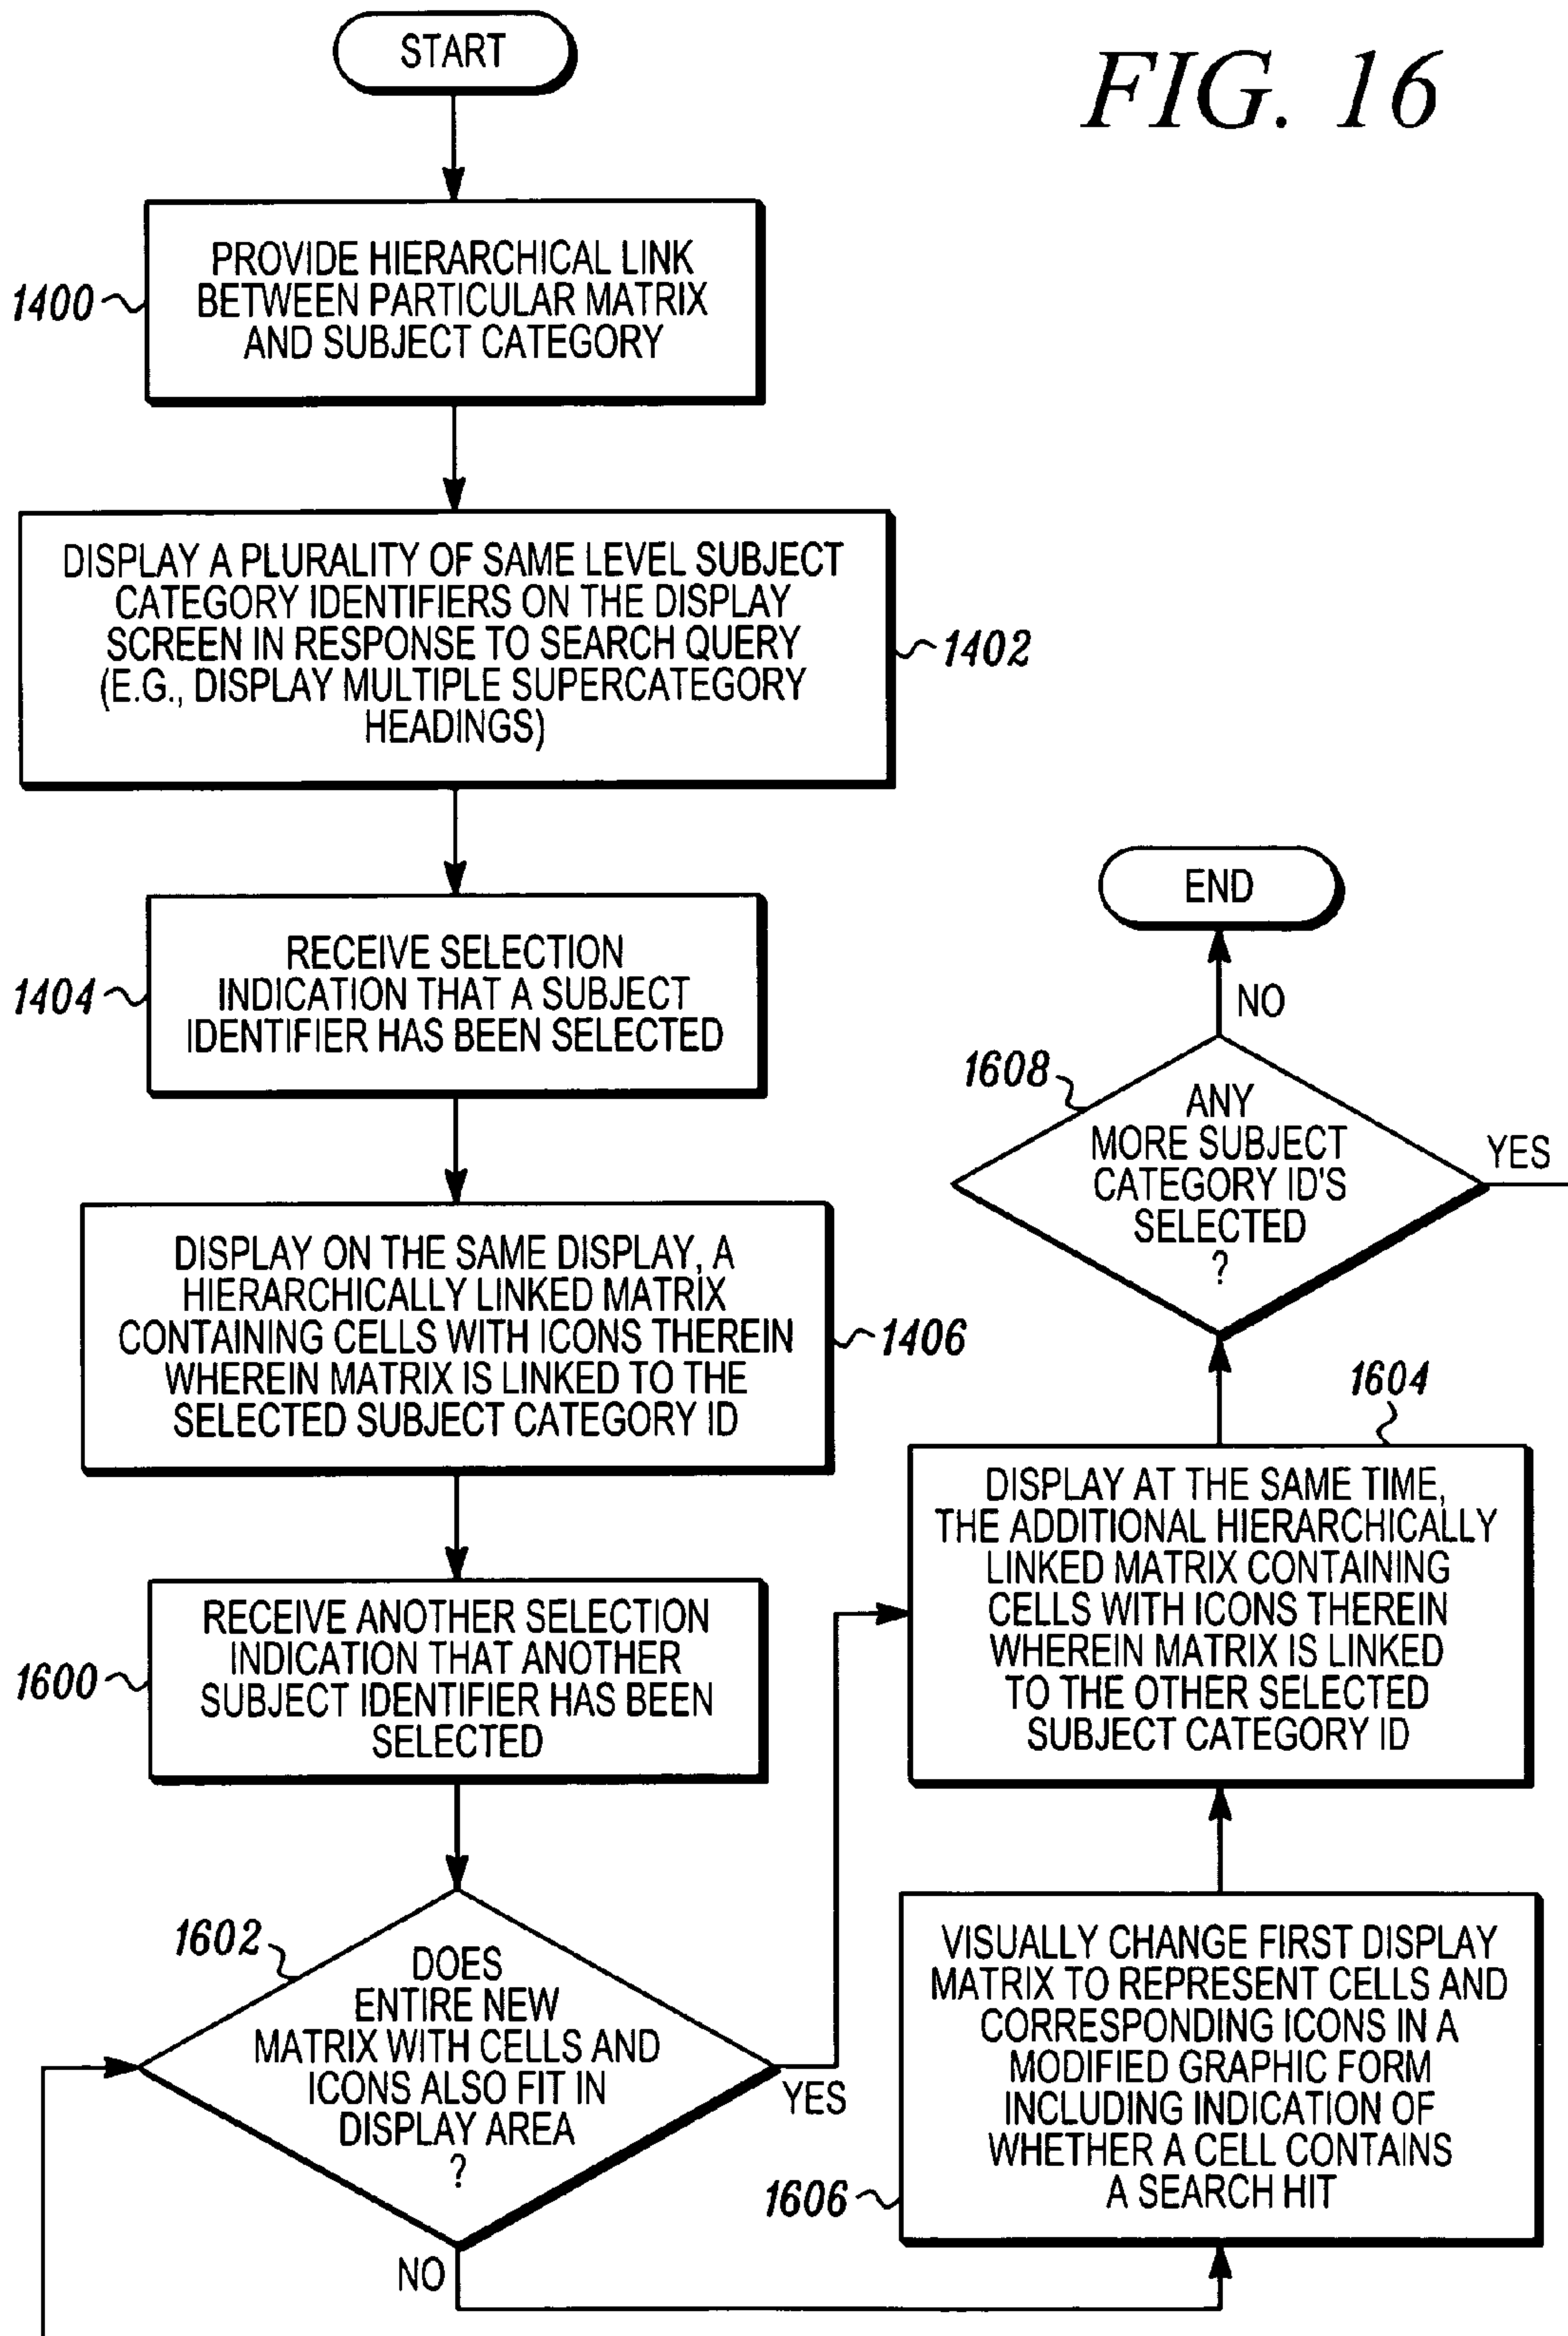 FIG. 16
START
1400
PROVIDE HIERARCHICAL LINK
BETWEEN PARTICULAR MATRIX
AND SUBJECT CATEGORY
DISPLAY A PLURALITY OF SAME LEVEL SUBJECT
CATEGORY IDENTIFIERS ON THE DISPLAY
SCREEN IN RESPONSE TO SEARCH QUERY
(E.G., DISPLAY MULTIPLE SUPERCATEGORY
HEADINGS)
1402
1404
RECEIVE SELECTION
INDICATION THAT A SUBJECT
IDENTIFIER HAS BEEN SELECTED
DISPLAY ON THE SAME DISPLAY, A
HIERARCHICALLY LINKED MATRIX
CONTAINING CELLS WITH ICONS THEREIN
WHEREIN MATRIX IS LINKED TO THE
SELECTED SUBJECT CATEGORY ID
1406
1600
RECEIVE ANOTHER SELECTION
INDICATION THAT ANOTHER
SUBJECT IDENTIFIER HAS BEEN
SELECTED
1602
DOES
ENTIRE NEW
MATRIX WITH CELLS AND
ICONS ALSO FIT IN
DISPLAY AREA
?
YES
NO
1606
VISUALLY CHANGE FIRST DISPLAY
MATRIX TO REPRESENT CELLS AND
CORRESPONDING ICONS IN A
MODIFIED GRAPHIC FORM
INCLUDING INDICATION OF
WHETHER A CELL CONTAINS
A SEARCH HIT
1604
DISPLAY AT THE SAME TIME,
THE ADDITIONAL HIERARCHICALLY
LINKED MATRIX CONTAINING
CELLS WITH ICONS THEREIN
WHEREIN MATRIX IS LINKED
TO THE OTHER SELECTED
SUBJECT CATEGORY ID
1608
ANY
MORE SUBJECT
CATEGORY ID'S
SELECTED
?
YES
NO
END